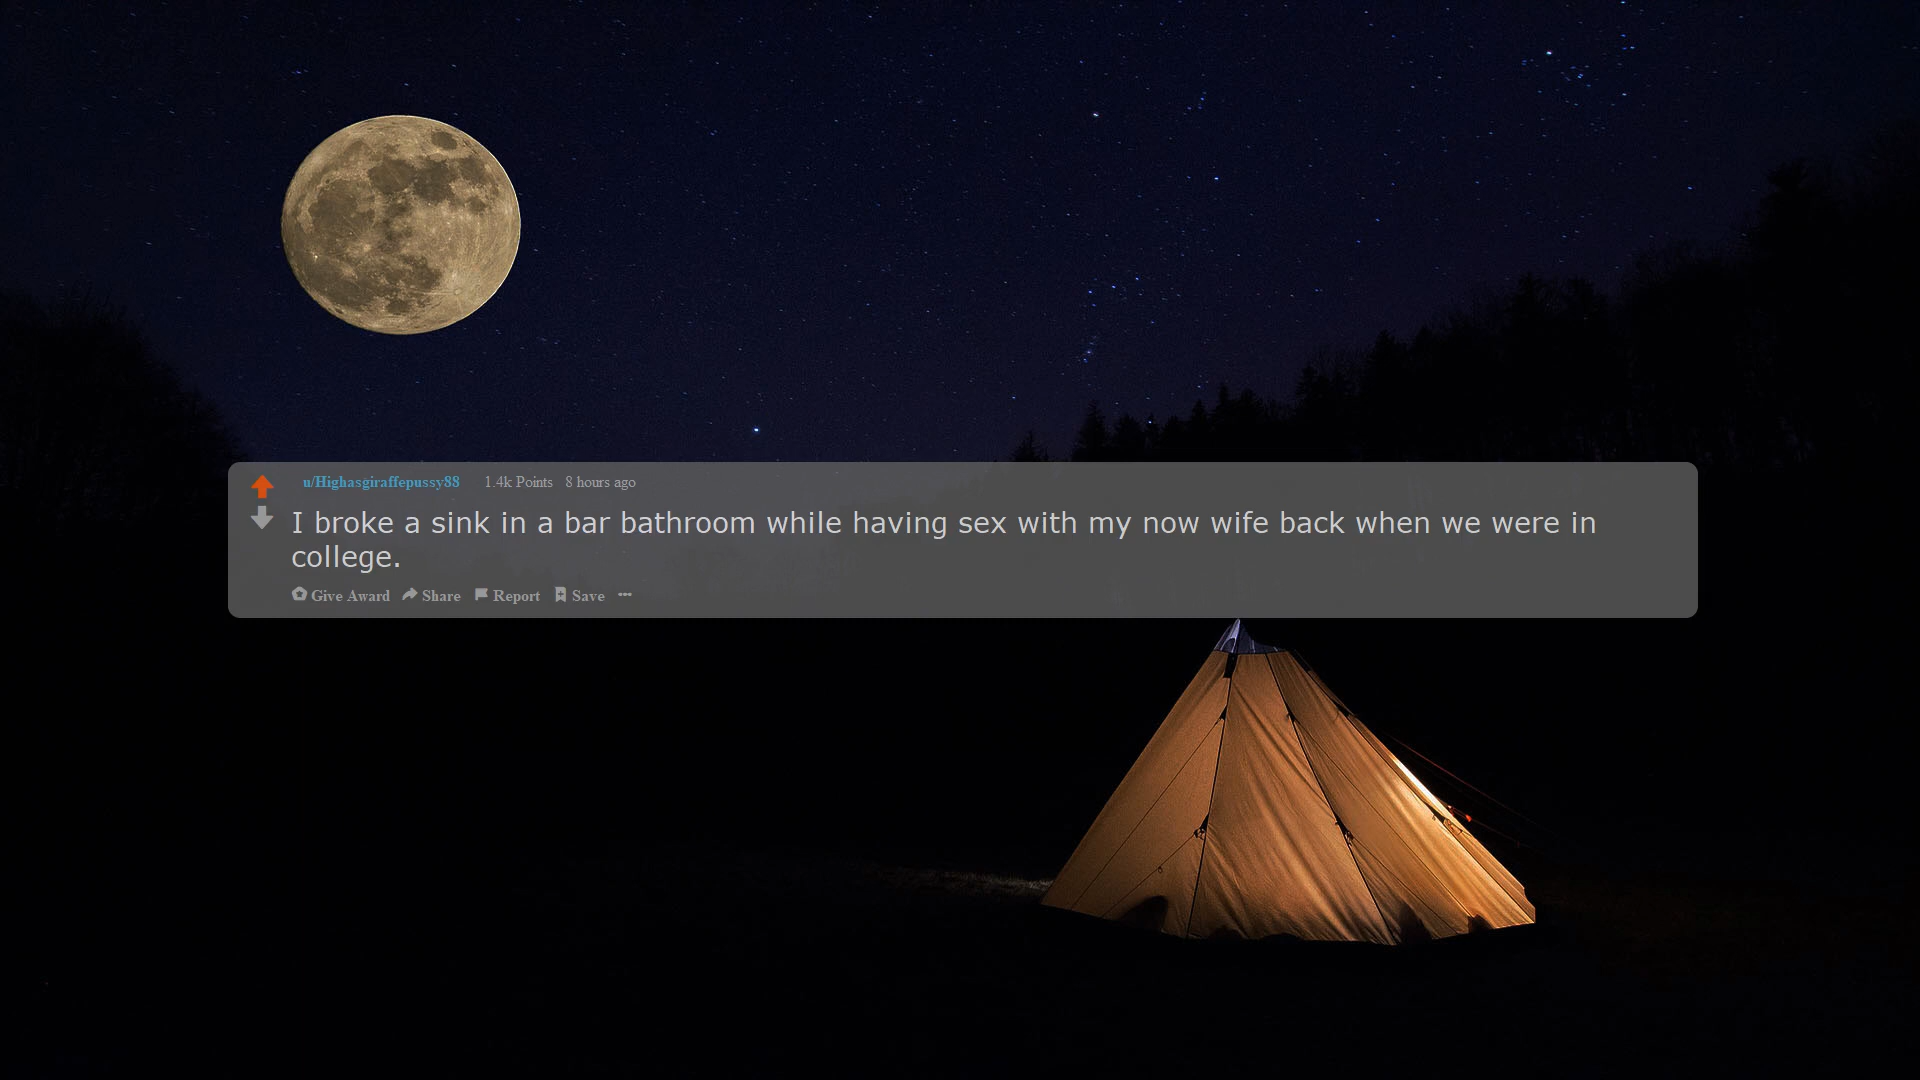 u/Highasgiraffepussy88 1.4k Points 8 hours ago
I broke a sink in a bar bathroom while having sex with my now wife back when we were in
college.
Give Award Share Report Save ···